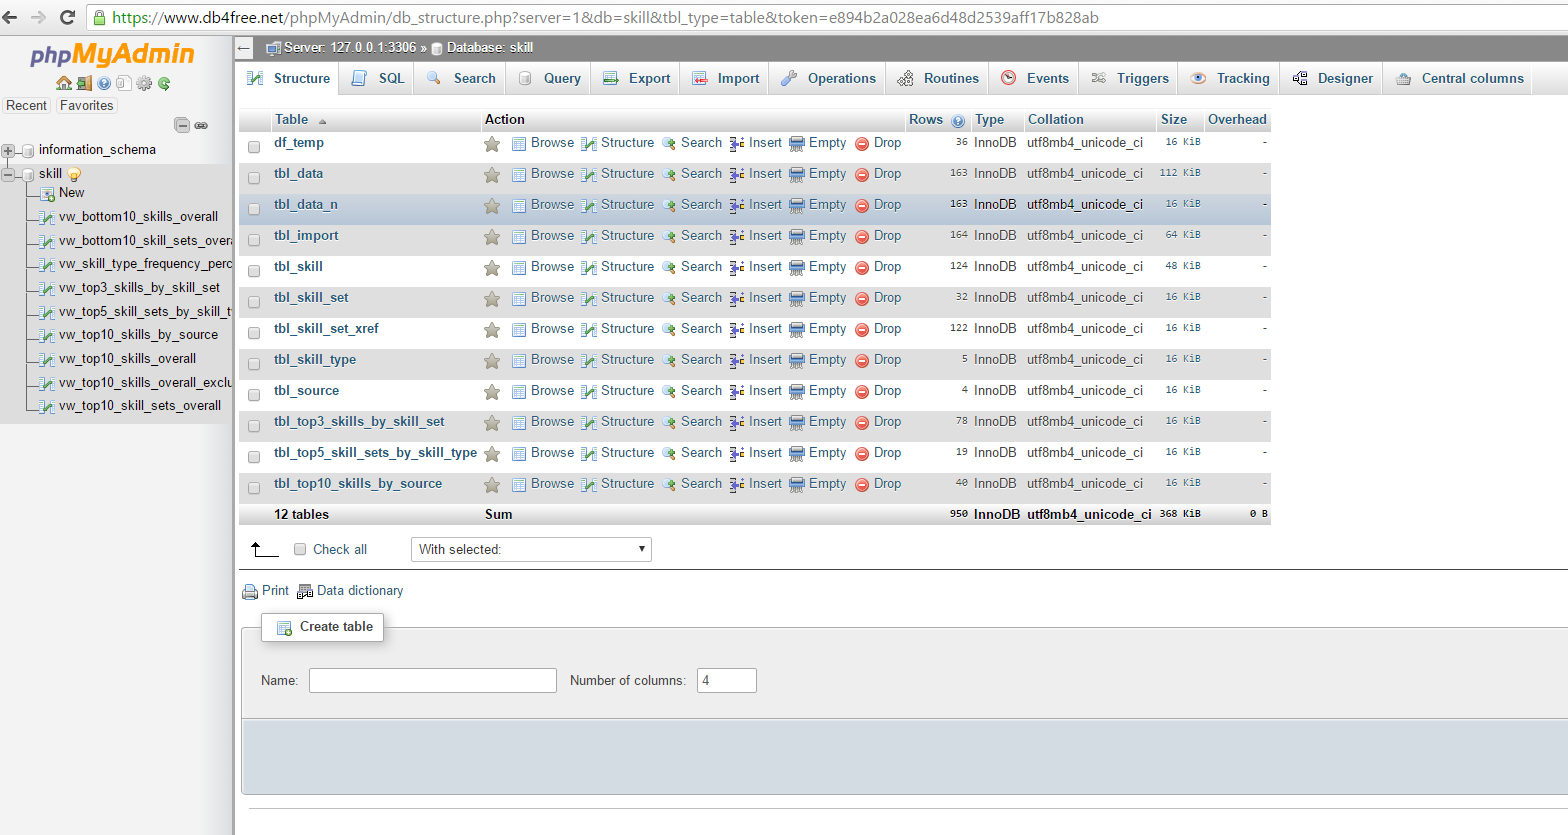 https://www.db4free.net/phpMyAdmin/db_structure.php?server=1&db=skill&tbl_type=table&token=e894b2a028ea6d48d2539aff17b828ab
phpMyAdmin
Recent Favorites
information_schema
skill
New
vw_bottom10_skills_overall
vw_bottom10_skill_sets_overa
vw_skill_type_frequency_perc
vw_top3_skills_by_skill_set
vw_top5_skill_sets_by_skill_t
vw_top10_skills_by_source
vw_top10_skills_overall
vw_top10_skills_overall_exclu
vw_top10_skill_sets_overall
Server: 127.0.0.1:3306 » Database: skill
Structure SQL Search Query Export Import Operations Routines Events Triggers Tracking Designer Central columns
Table Action Rows Type Collation Size Overhead
df_temp Browse Structure Search Insert Empty Drop 36 InnoDB utf8mb4_unicode_ci 16 KiB -
tbl_data Browse Structure Search Insert Empty Drop 163 InnoDB utf8mb4_unicode_ci 112 KiB -
tbl_data_n Browse Structure Search Insert Empty Drop 163 InnoDB utf8mb4_unicode_ci 16 KiB -
tbl_import Browse Structure Search Insert Empty Drop 164 InnoDB utf8mb4_unicode_ci 64 KiB -
tbl_skill Browse Structure Search Insert Empty Drop 124 InnoDB utf8mb4_unicode_ci 48 KiB -
tbl_skill_set Browse Structure Search Insert Empty Drop 32 InnoDB utf8mb4_unicode_ci 16 KiB -
tbl_skill_set_xref Browse Structure Search Insert Empty Drop 122 InnoDB utf8mb4_unicode_ci 16 KiB -
tbl_skill_type Browse Structure Search Insert Empty Drop 5 InnoDB utf8mb4_unicode_ci 16 KiB -
tbl_source Browse Structure Search Insert Empty Drop 4 InnoDB utf8mb4_unicode_ci 16 KiB -
tbl_top3_skills_by_skill_set Browse Structure Search Insert Empty Drop 78 InnoDB utf8mb4_unicode_ci 16 KiB -
tbl_top5_skill_sets_by_skill_type Browse Structure Search Insert Empty Drop 19 InnoDB utf8mb4_unicode_ci 16 KiB -
tbl_top10_skills_by_source Browse Structure Search Insert Empty Drop 40 InnoDB utf8mb4_unicode_ci 16 KiB -
12 tables Sum 950 InnoDB utf8mb4_unicode_ci 368 KiB 0 B
Check all With selected:
Print Data dictionary
Create table
Name: Number of columns: 4